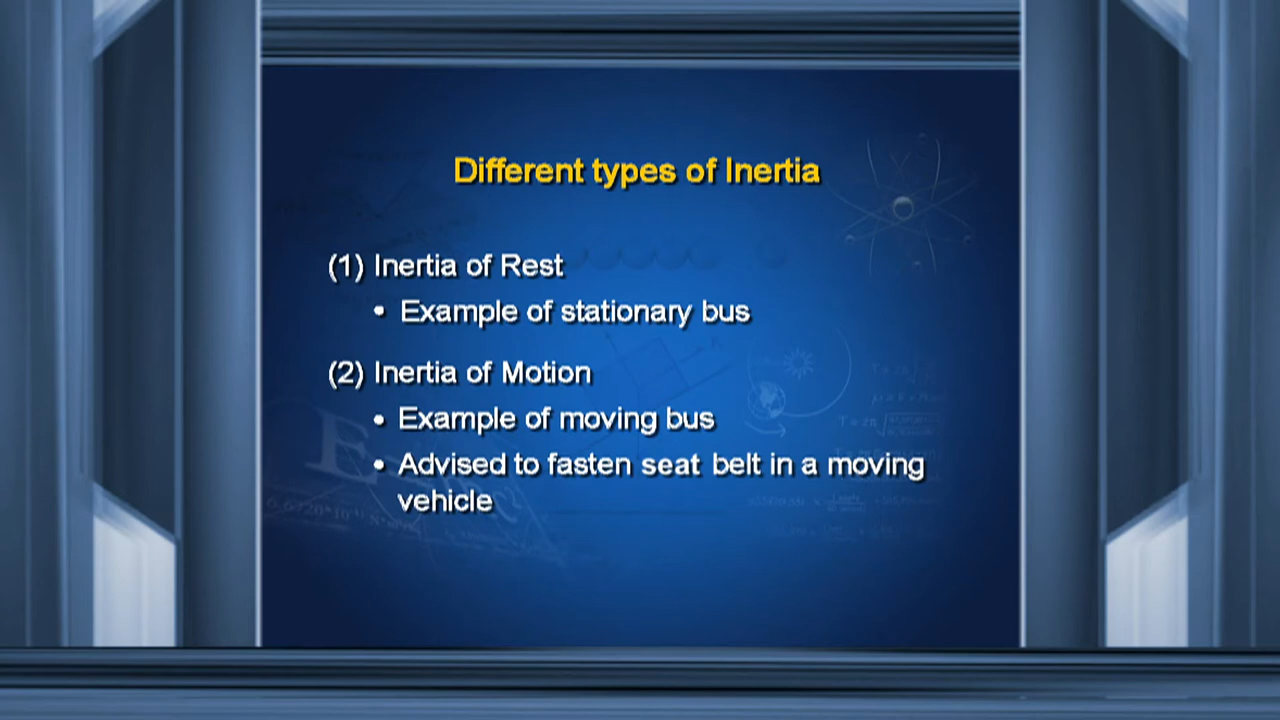 Different types of Inertia
(1) Inertia of Rest
• Example of stationary bus
(2) Inertia of Motion
• Example of moving bus
• Advised to fasten seat belt in a moving
vehicle